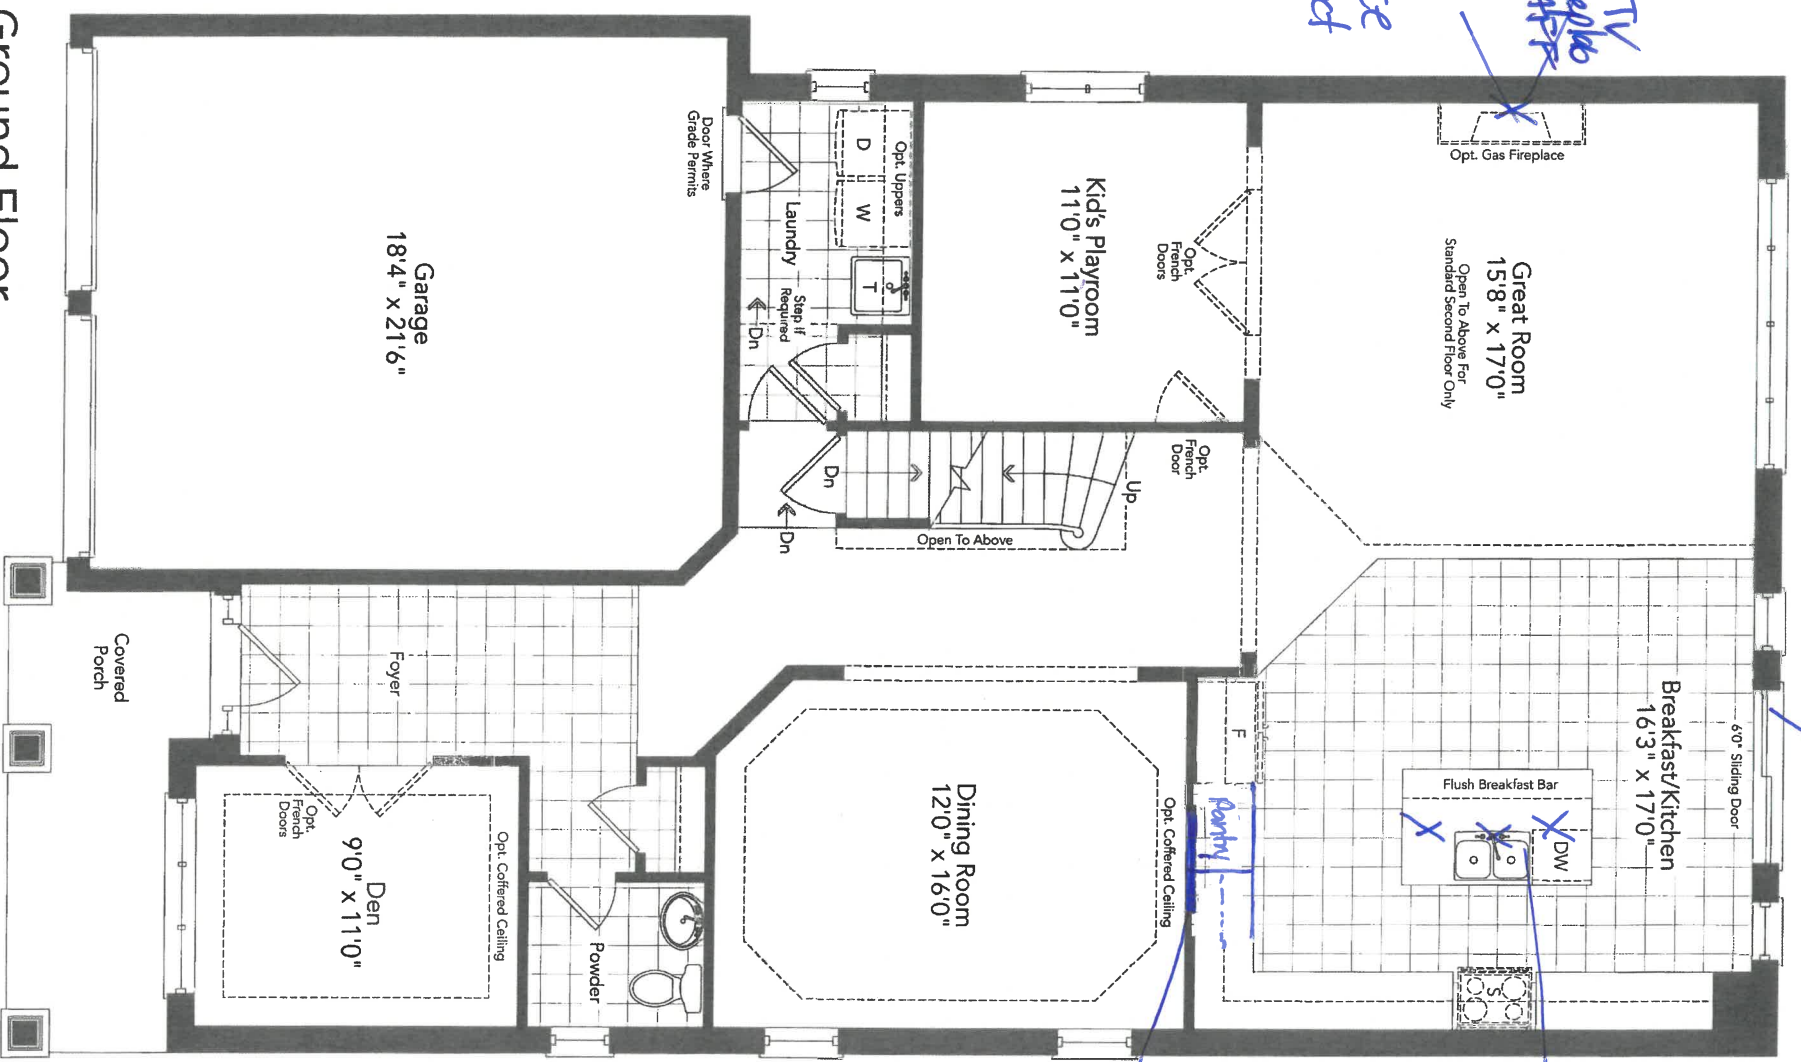 TV
Opt. Gas Fireplace
Great Room
15'8" x 17'0"
Open To Above For
Standard Second Floor Only
6'0" Sliding Door
Breakfast/Kitchen
16'3" x 17'0"
Flush Breakfast Bar
DW
S
F
Pantry
Kid's Playroom
11'0" x 11'0"
Opt.
French
Doors
Opt.
French
Door
Up
Open To Above
Dn
Dn
Opt. Coffered Ceiling
Dining Room
12'0" x 16'0"
Opt. Uppers
D
W
T
Laundry
Step If
Required
Dn
Door Where
Grade Permits
Powder
Garage
18'4" x 21'6"
Foyer
Opt. Coffered Ceiling
Den
9'0" x 11'0"
Opt.
French
Doors
Covered
Porch
Ground Floor